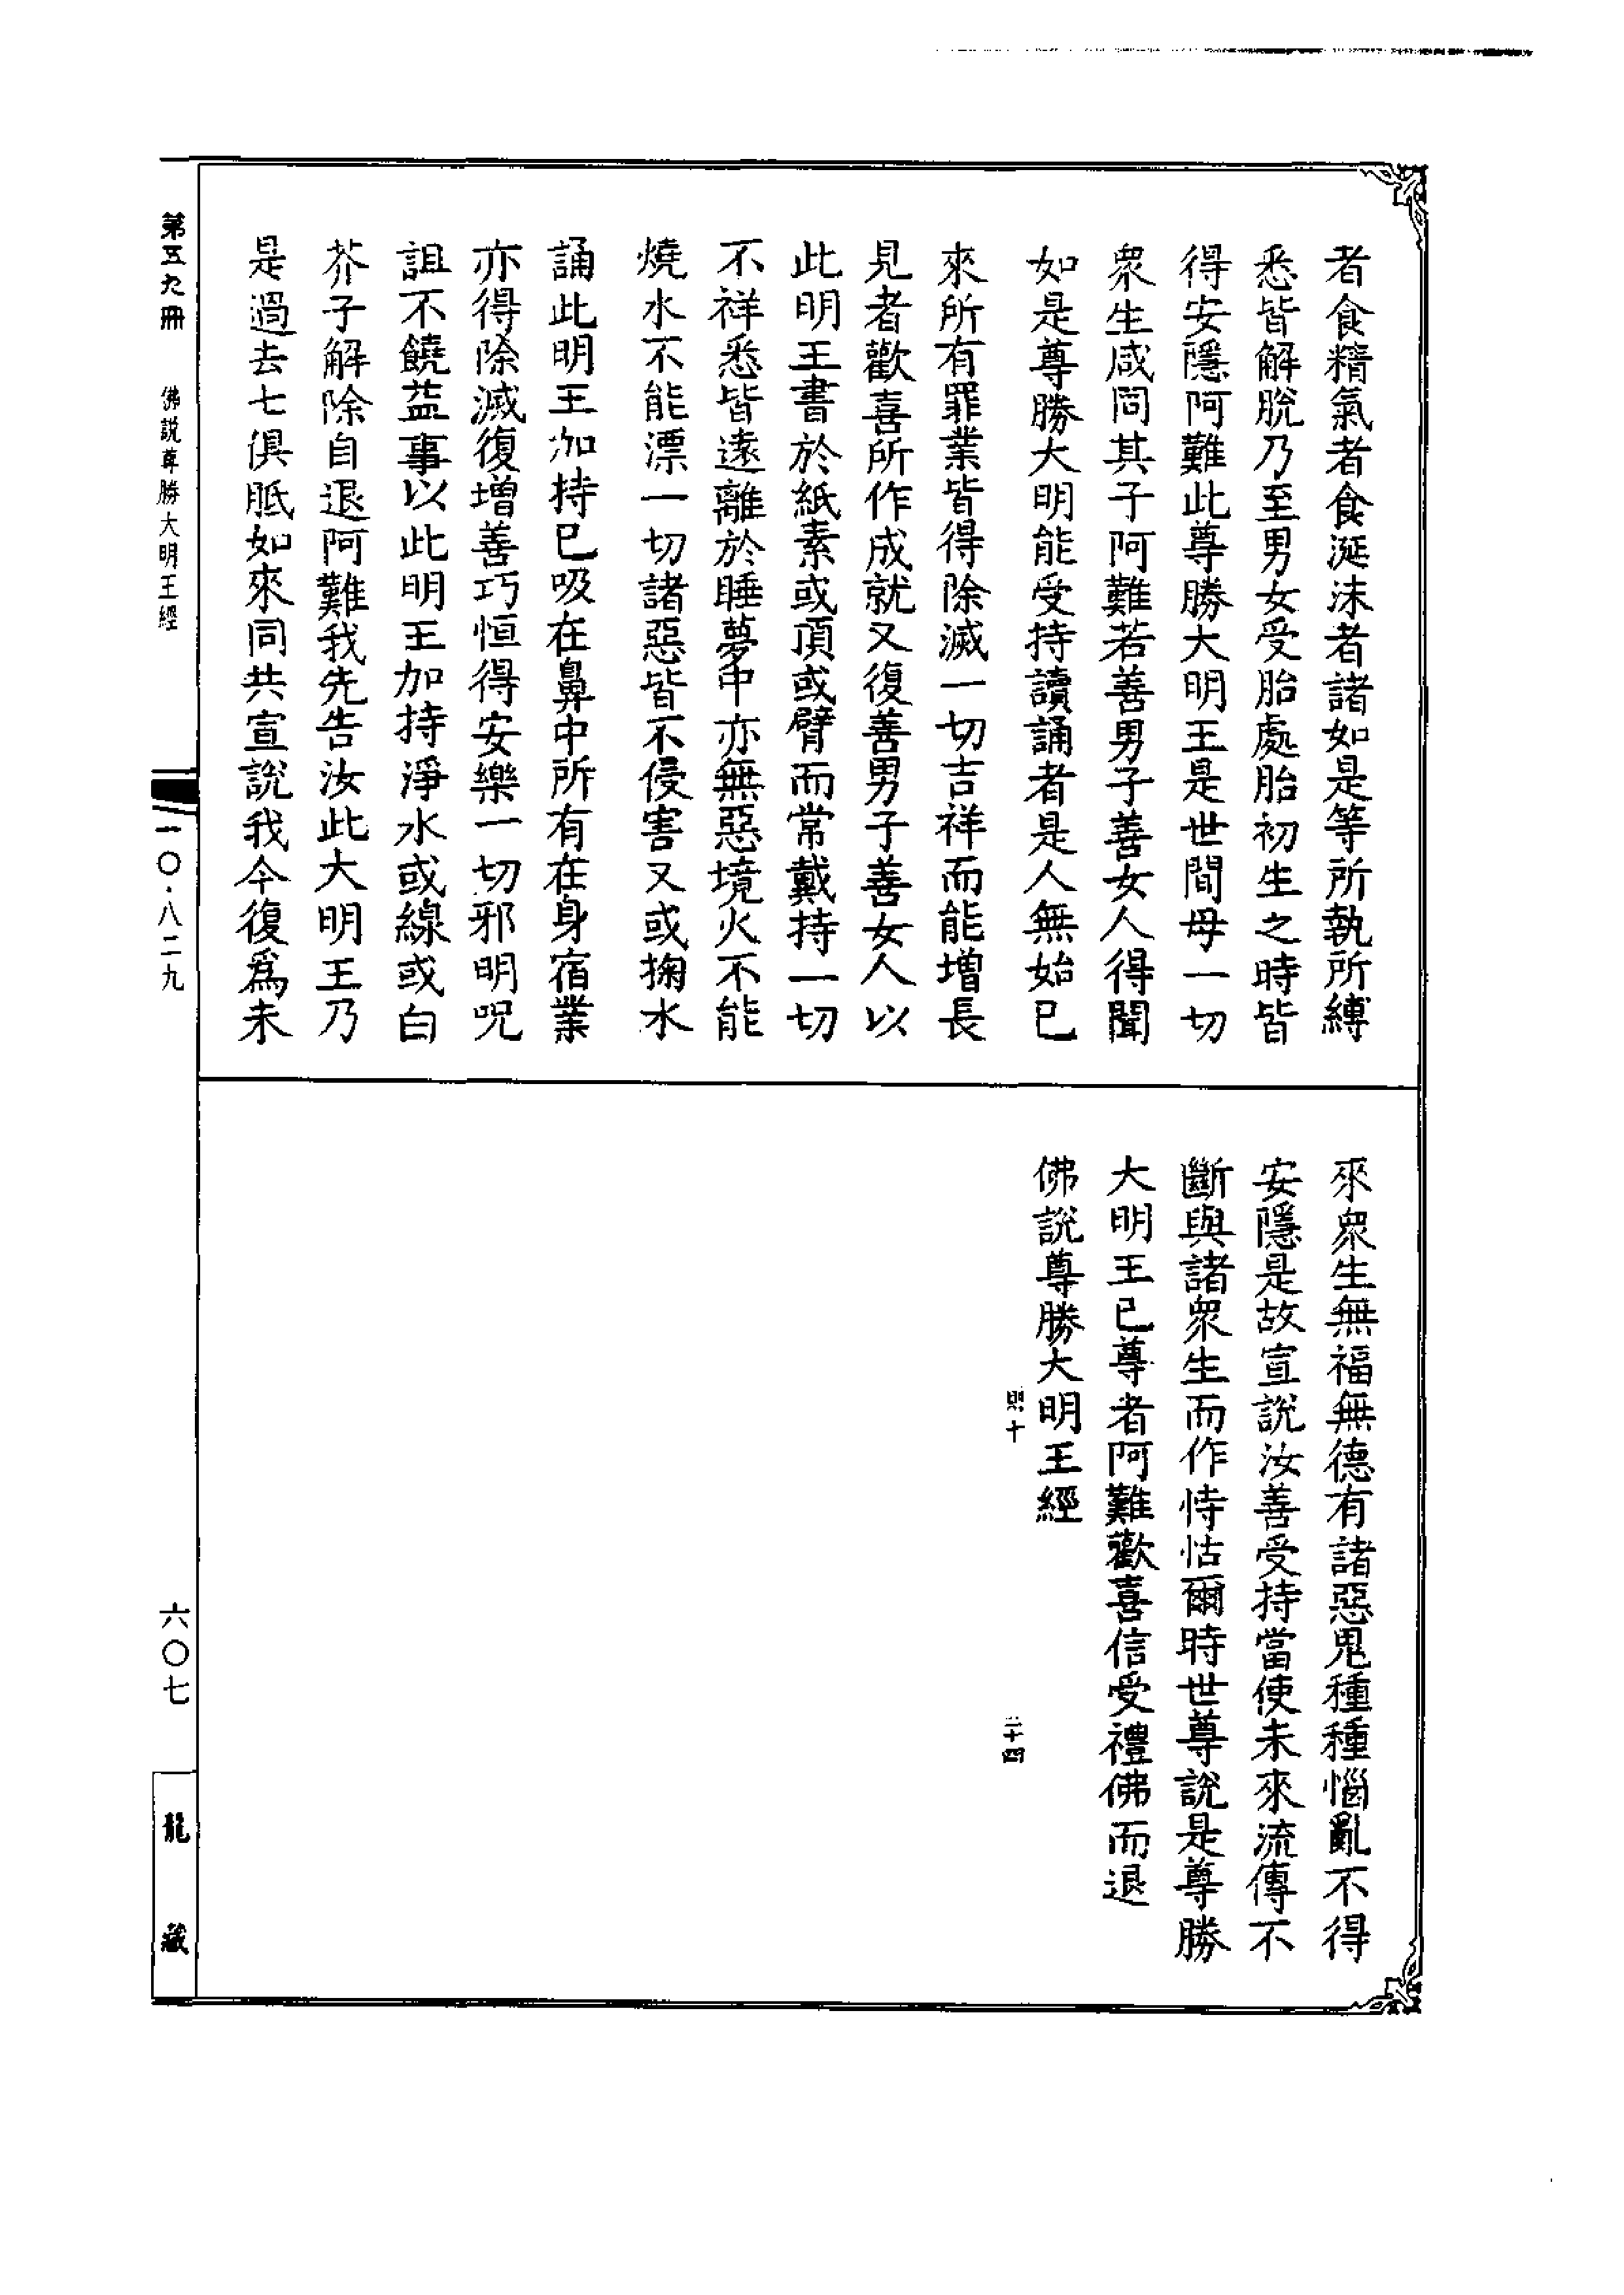 者食精氣者食涎沫者諸如是等所執所縛
悉皆解脫乃至男女受胎處胎初生之時皆
得安隱阿難此尊勝大明王是世間母一切
衆生咸同其子阿難若善男子善女人得聞
如是尊勝大明能受持讀誦者是人無始已
來所有罪業皆得除滅一切吉祥而能增長
見者歡喜所作成就又復善男子善女人以
此明王書於紙素或頂或臂而常戴持一切
不祥悉皆遠離於睡夢中亦無惡境火不能
燒水不能漂一切諸惡皆不侵害又或掬水
誦此明王加持已吸在鼻中所有在身宿業
亦得除滅復增善巧恒得安樂一切邪明呪
詛不饒益事以此明王加持淨水或線或白
芥子解除自退阿難我先告汝此大明王乃
是過去七俱胝如來同共宣說我今復爲未
來衆生無福無德有諸惡鬼種種惱亂不得
安隱是故宣說汝善受持當使未來流傳不
斷與諸衆生而作恃怙爾時世尊說是尊勝
大明王已尊者阿難歡喜信受禮佛而退
佛說尊勝大明王經
則十
二十四
第五九冊
佛説尊勝大明王經
一〇·八二九
六〇七
龍藏